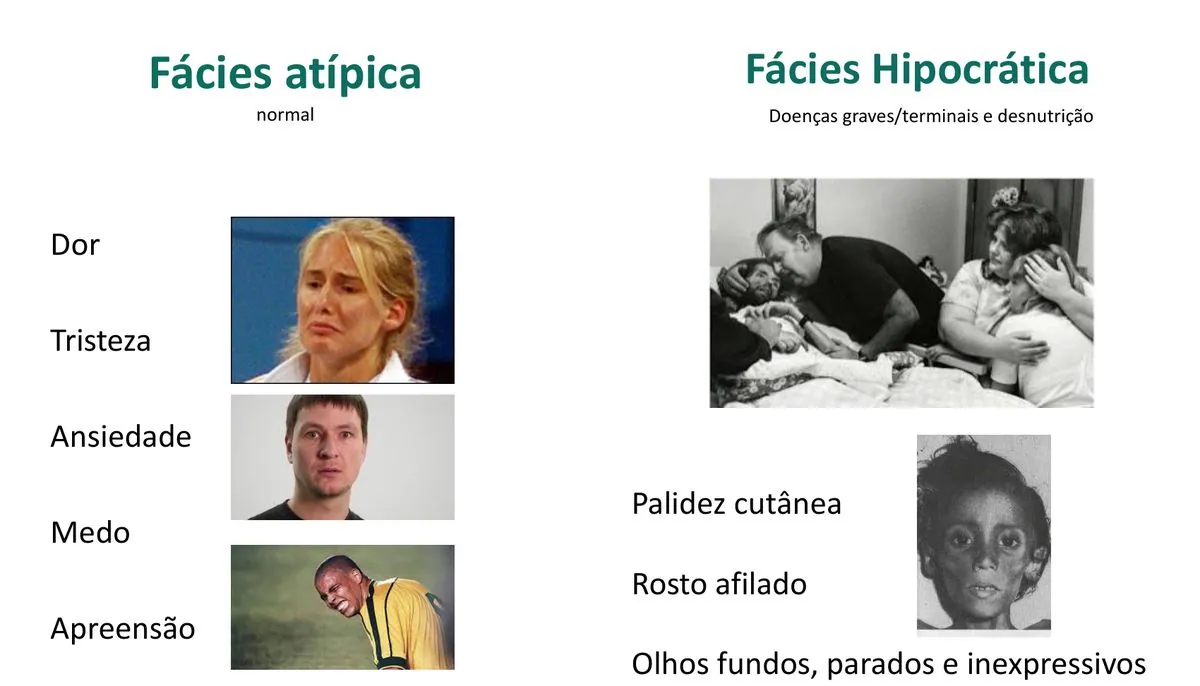 Fácies atípica
normal
Dor
Tristeza
Ansiedade
Medo
Apreensão
Fácies Hipocrática
Doenças graves/terminais e desnutrição
Palidez cutânea
Rosto afilado
Olhos fundos, parados e inexpressivos